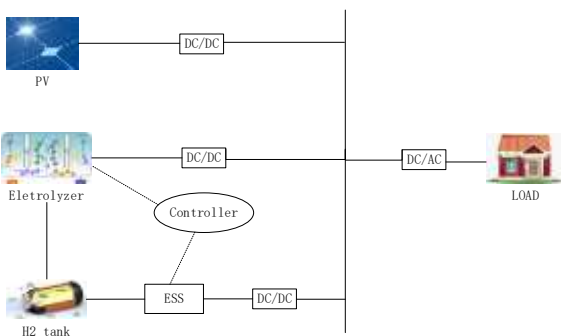 DC/DC
PV
DC/DC
DC/AC
Eletrolyzer
LOAD
Controller
ESS
DC/DC
H2 tank